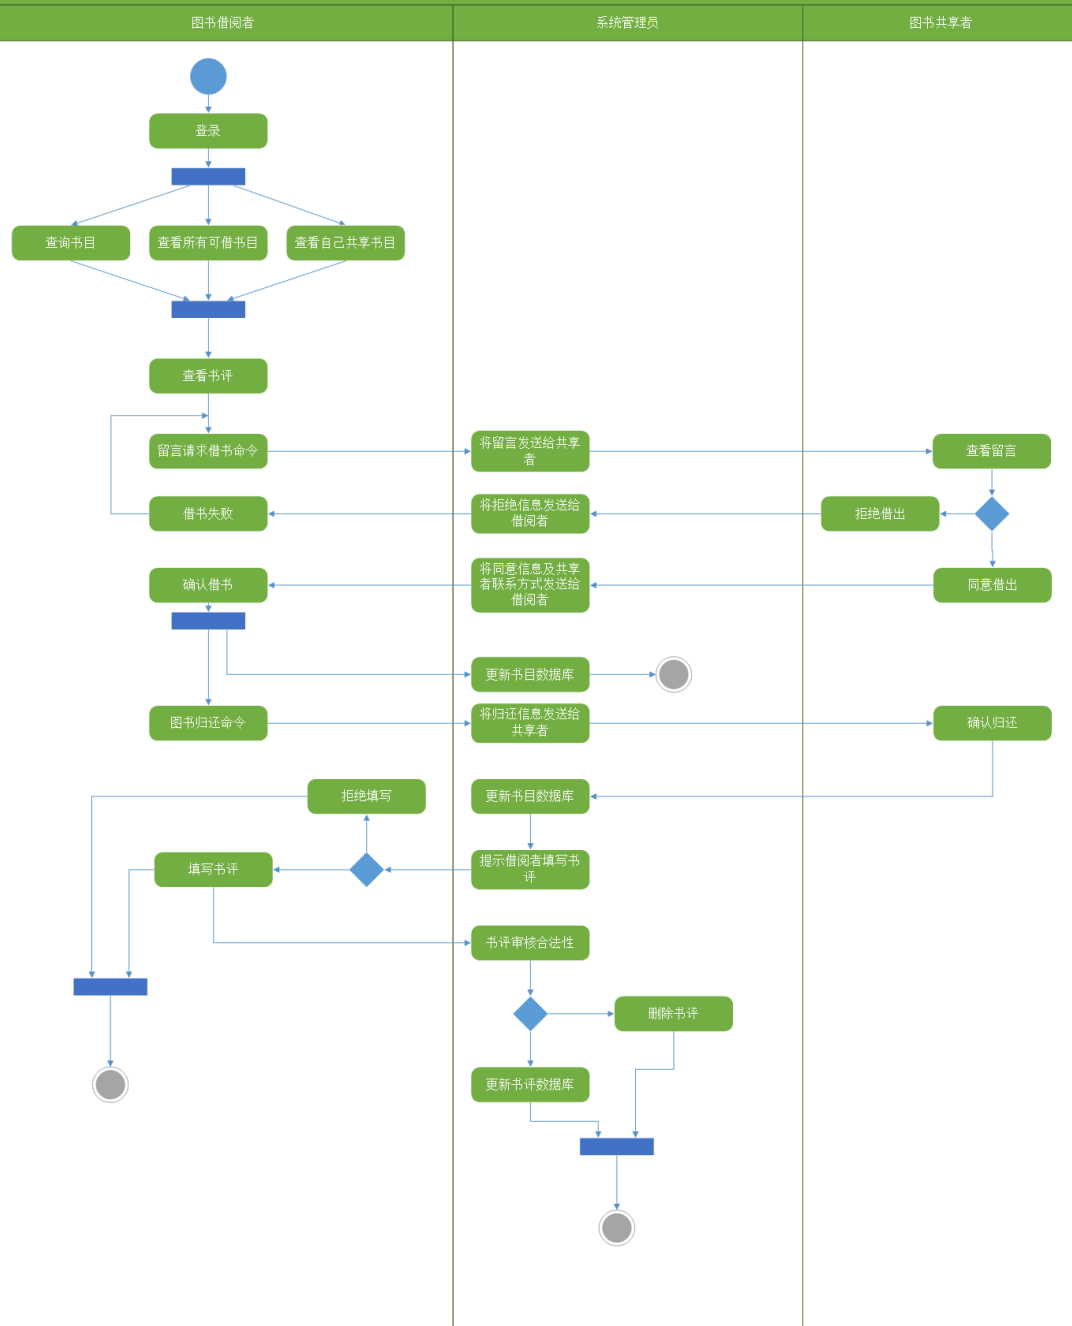 图书借阅者
系统管理员
图书共享者
登录
查询书目
查看所有可借书目
查看自己共享书目
查看书评
留言请求借书命令
将留言发送给共享
者
查看留言
借书失败
将拒绝信息发送给
借阅者
拒绝借出
确认借书
将同意信息及共享
者联系方式发送给
借阅者
同意借出
更新书目数据库
图书归还命令
将归还信息发送给
共享者
确认归还
拒绝填写
更新书目数据库
填写书评
提示借阅者填写书
评
书评审核合法性
删除书评
更新书评数据库